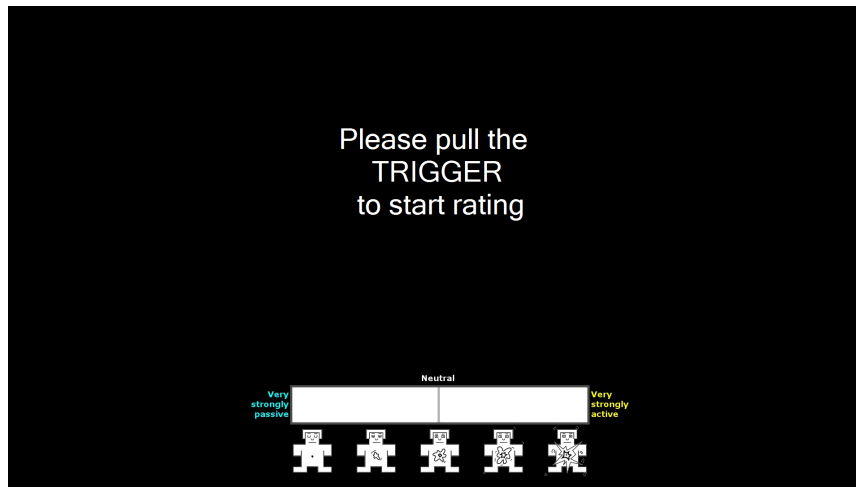 Please pull the
TRIGGER
to start rating
Neutral
Very
strongly
passive
Very
strongly
active